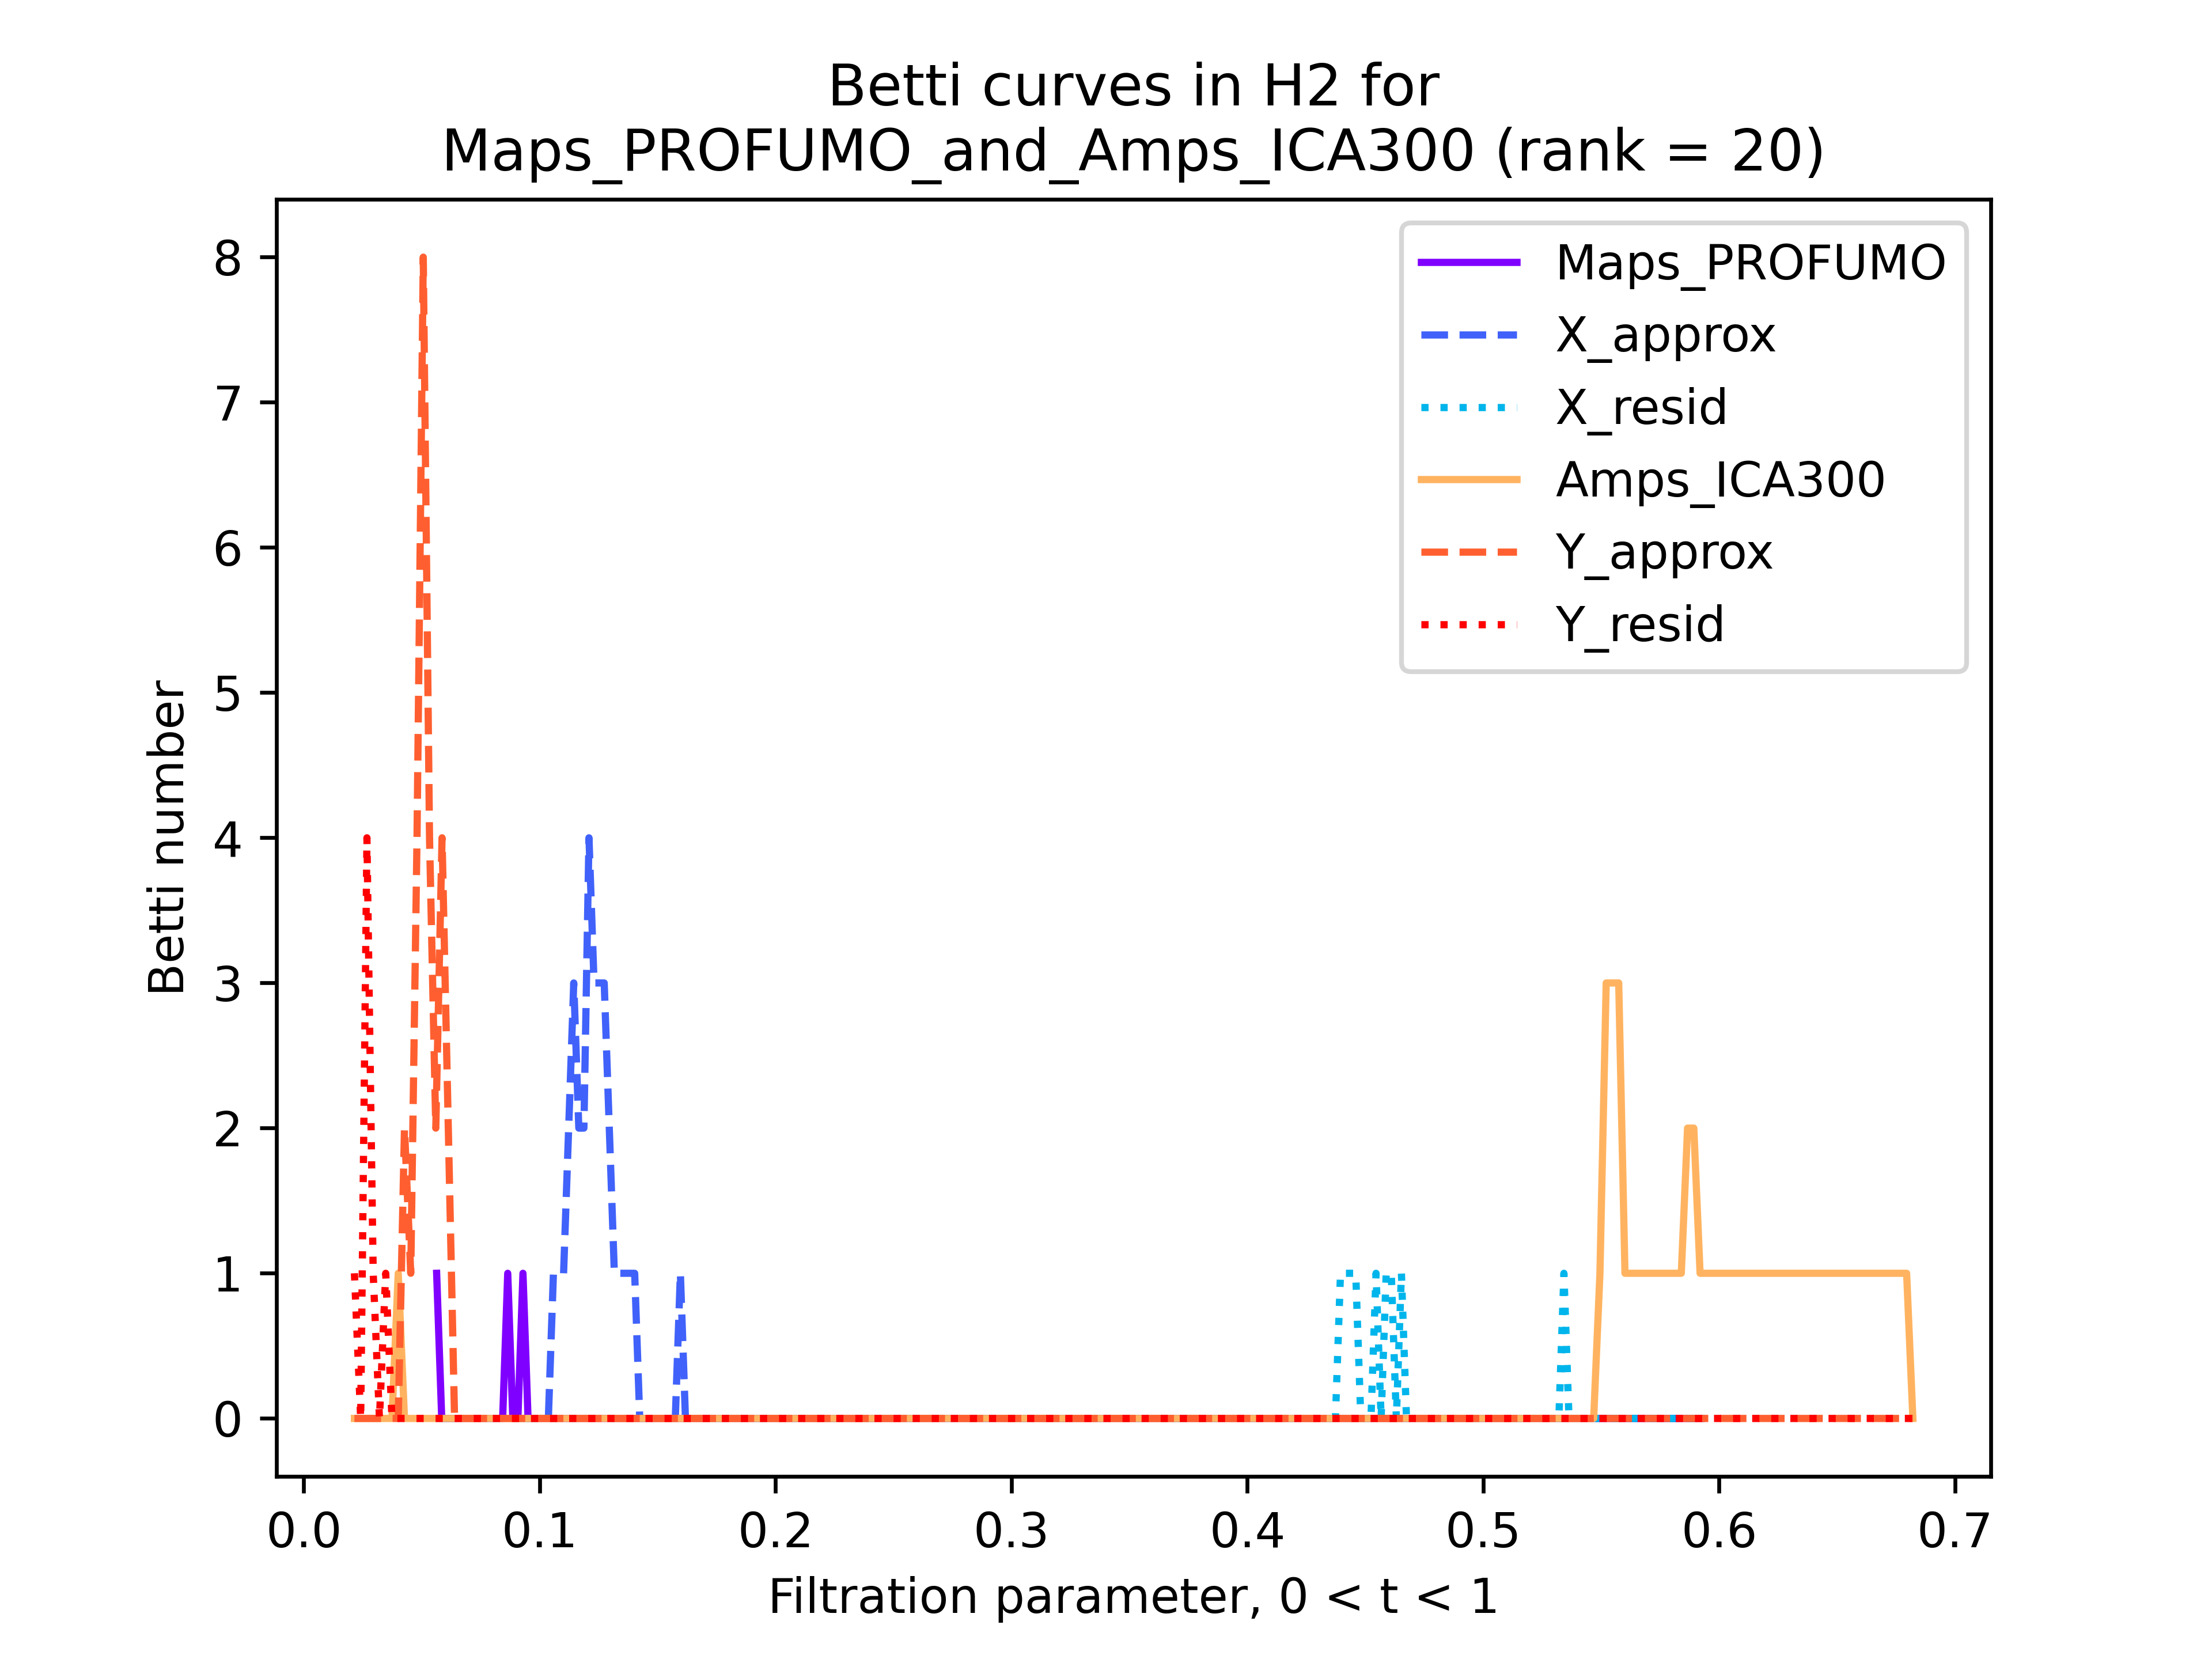 Betti curves in H2 for
Maps_PROFUMO_and_Amps_ICA300 (rank = 20)
Maps_PROFUMO
X_approx
X_resid
Amps_ICA300
Y_approx
Y_resid
Betti number
8
7
6
5
4
3
2
1
0
0.0 0.1 0.2 0.3 0.4 0.5 0.6 0.7
Filtration parameter, 0 < t < 1